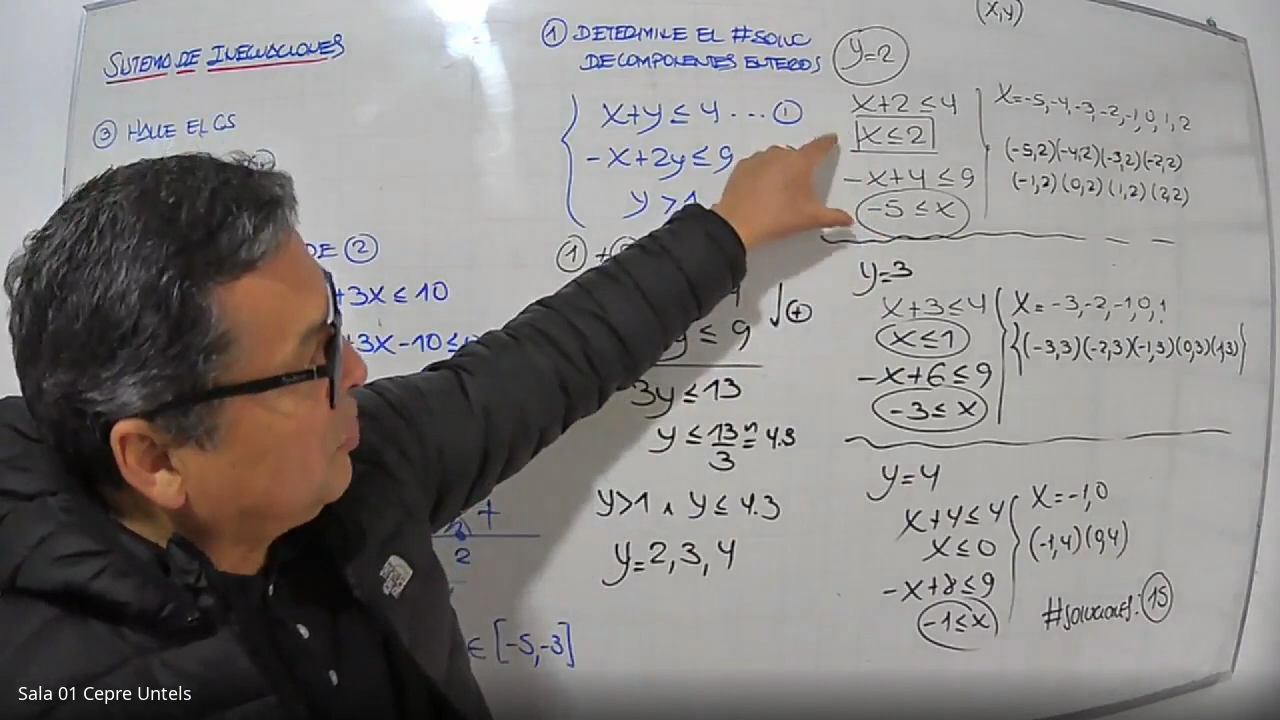 SISTEMA DE INECUACIONES
③ HALLE EL CS
DE ②
+3X ≤ 10
+3X-10 ≤
+
2
∈ [-5,-3]
① DETERMINE EL #SOLUC
DE COMPONENTES ENTEROS
X+y ≤ 4 ... ①
-X+2y ≤ 9
y >1
① +
≤ 9
↓⊕
3y ≤ 13
y ≤ 13/3 = 4.3
y>1 ∧ y ≤ 4.3
y=2,3,4
(x,y)
y=2
X+2 ≤ 4
X ≤ 2
-X+4 ≤ 9
-5 ≤ X
X=-5,-4,-3,-2,-1,0,1,2
(-5,2)(-4,2)(-3,2)(-2,2)
(-1,2)(0,2)(1,2)(2,2)
y=3
X+3 ≤ 4
X ≤ 1
-X+6 ≤ 9
-3 ≤ X
X=-3,-2,-1,0,1
(-3,3)(-2,3)(-1,3)(0,3)(1,3)
y=4
X+4 ≤ 4
X ≤ 0
-X+8 ≤ 9
-1 ≤ X
X=-1,0
(-1,4)(0,4)
#SOLUCIONES: 15
Sala 01 Cepre Untels